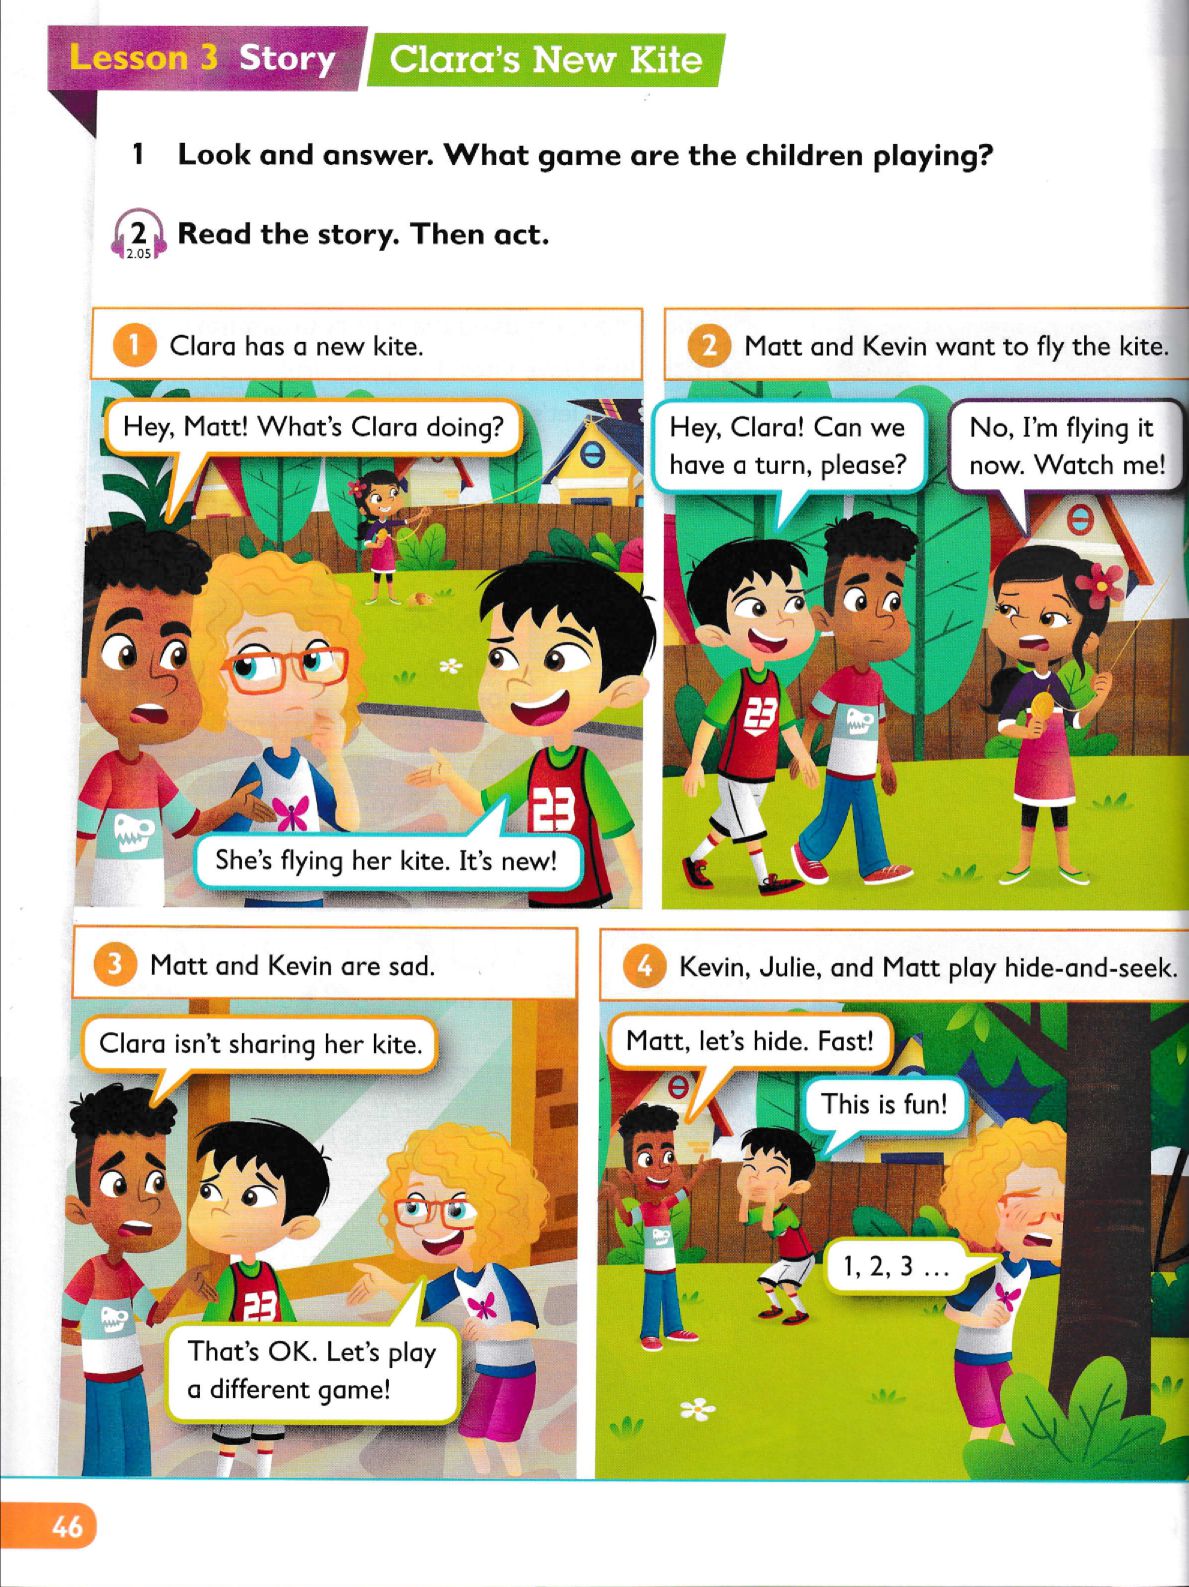 Lesson 3 Story
Clara's New Kite
1 Look and answer. What game are the children playing?
2 Read the story. Then act.
2.05
1 Clara has a new kite.
Hey, Matt! What's Clara doing?
23
She's flying her kite. It's new!
2 Matt and Kevin want to fly the kite.
Hey, Clara! Can we
have a turn, please?
No, I'm flying it
now. Watch me!
23
3 Matt and Kevin are sad.
Clara isn't sharing her kite.
23
That's OK. Let's play
a different game!
4 Kevin, Julie, and Matt play hide-and-seek.
Matt, let's hide. Fast!
This is fun!
1, 2, 3 ...
46